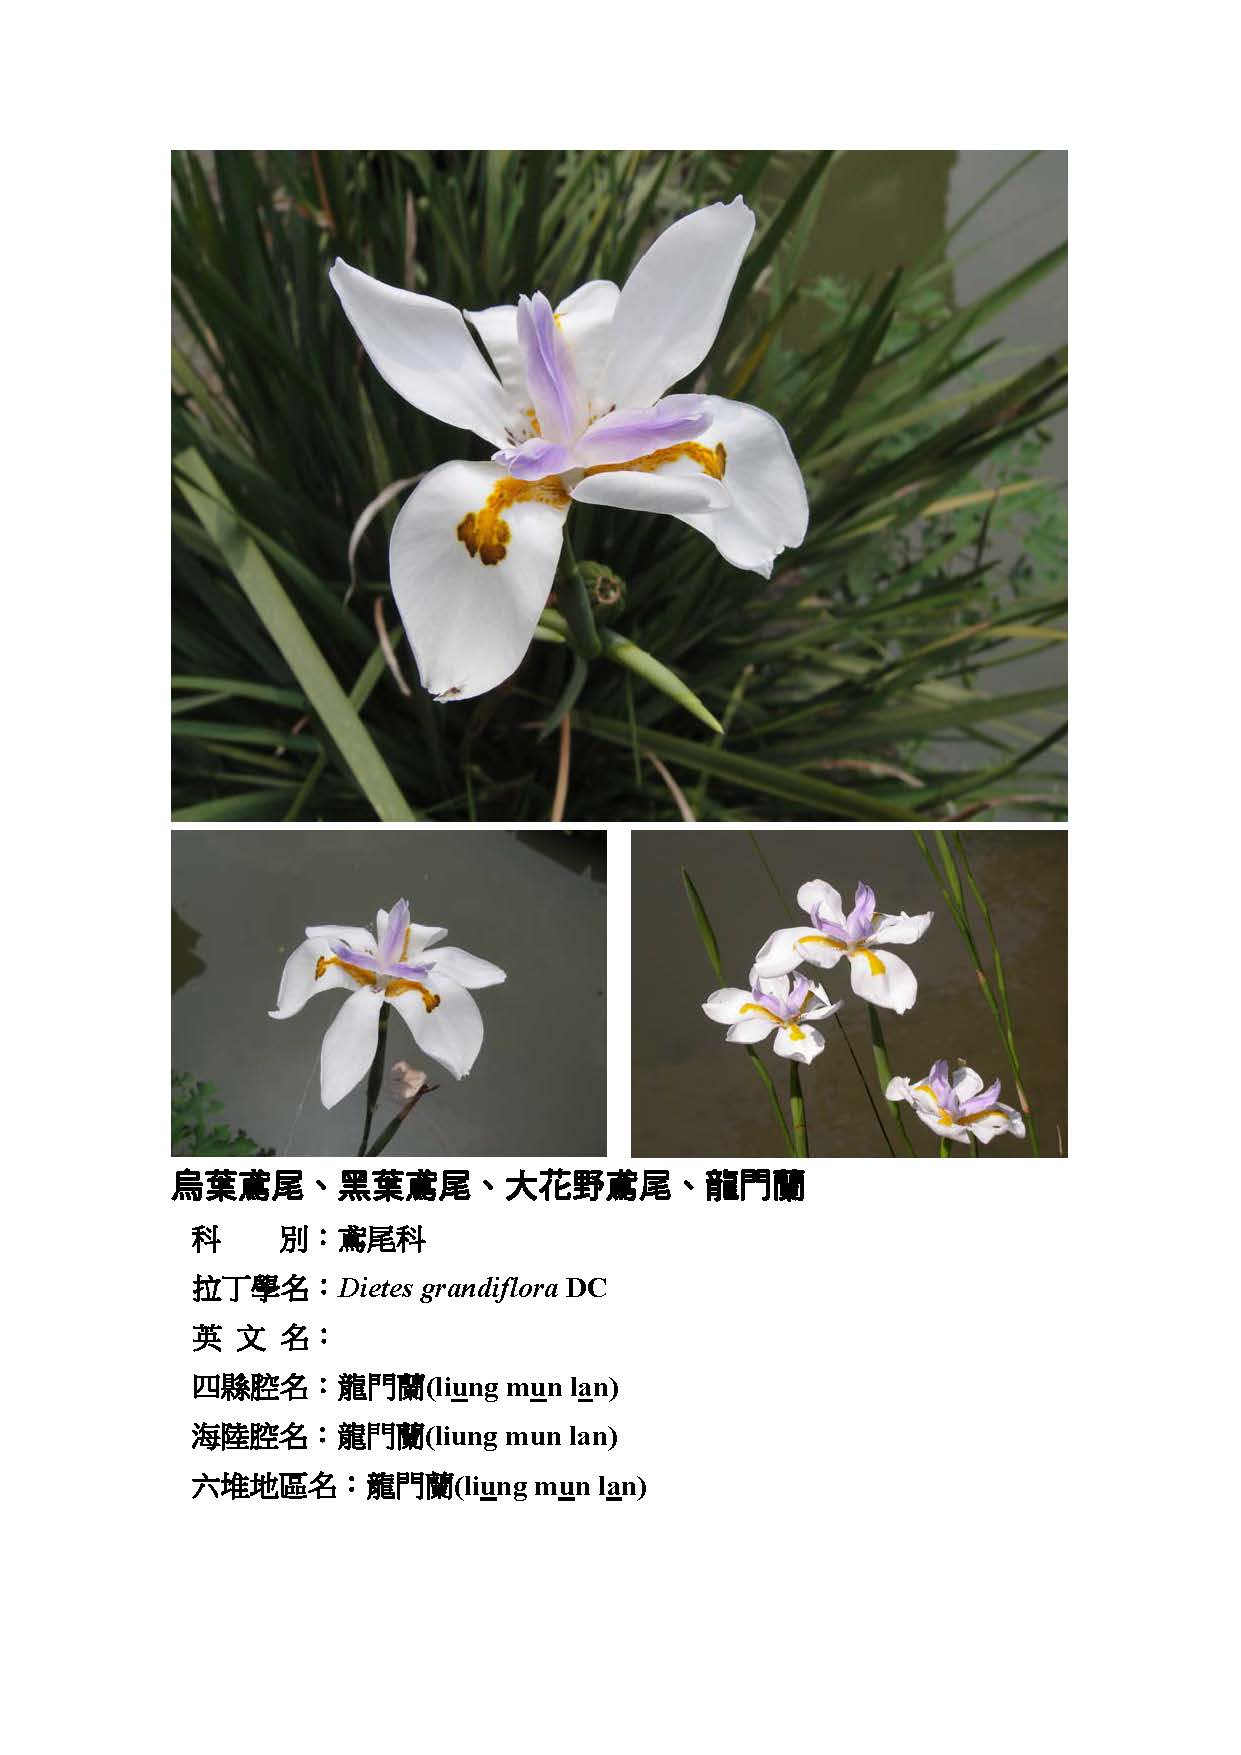 烏葉鳶尾、黑葉鳶尾、大花野鳶尾、龍門蘭
科　　別：鳶尾科
拉丁學名：Dietes grandiflora DC
英 文 名：
四縣腔名：龍門蘭(liung mun lan)
海陸腔名：龍門蘭(liung mun lan)
六堆地區名：龍門蘭(liung mun lan)